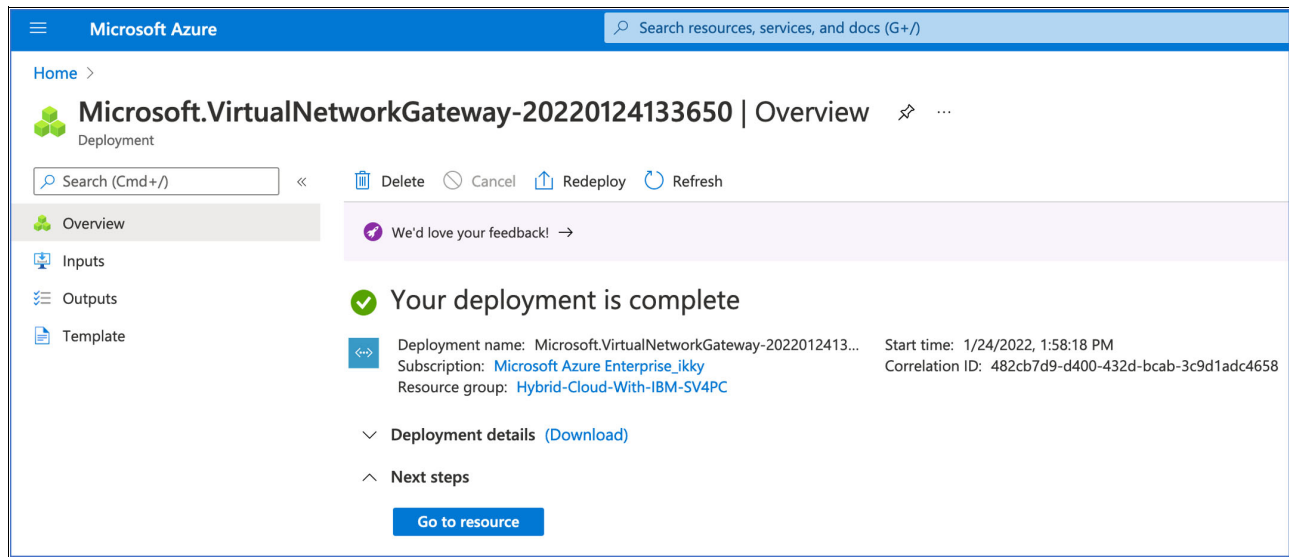 Microsoft Azure
Search resources, services, and docs (G+/)
Home >
Microsoft.VirtualNetworkGateway-20220124133650 | Overview ...
Deployment
Search (Cmd+/) «
Delete Cancel Redeploy Refresh
Overview
We'd love your feedback! →
Inputs
Outputs
Template
Your deployment is complete
Deployment name: Microsoft.VirtualNetworkGateway-2022012413...
Subscription: Microsoft Azure Enterprise_ikky
Resource group: Hybrid-Cloud-With-IBM-SV4PC
Start time: 1/24/2022, 1:58:18 PM
Correlation ID: 482cb7d9-d400-432d-bcab-3c9d1adc4658
Deployment details (Download)
Next steps
Go to resource